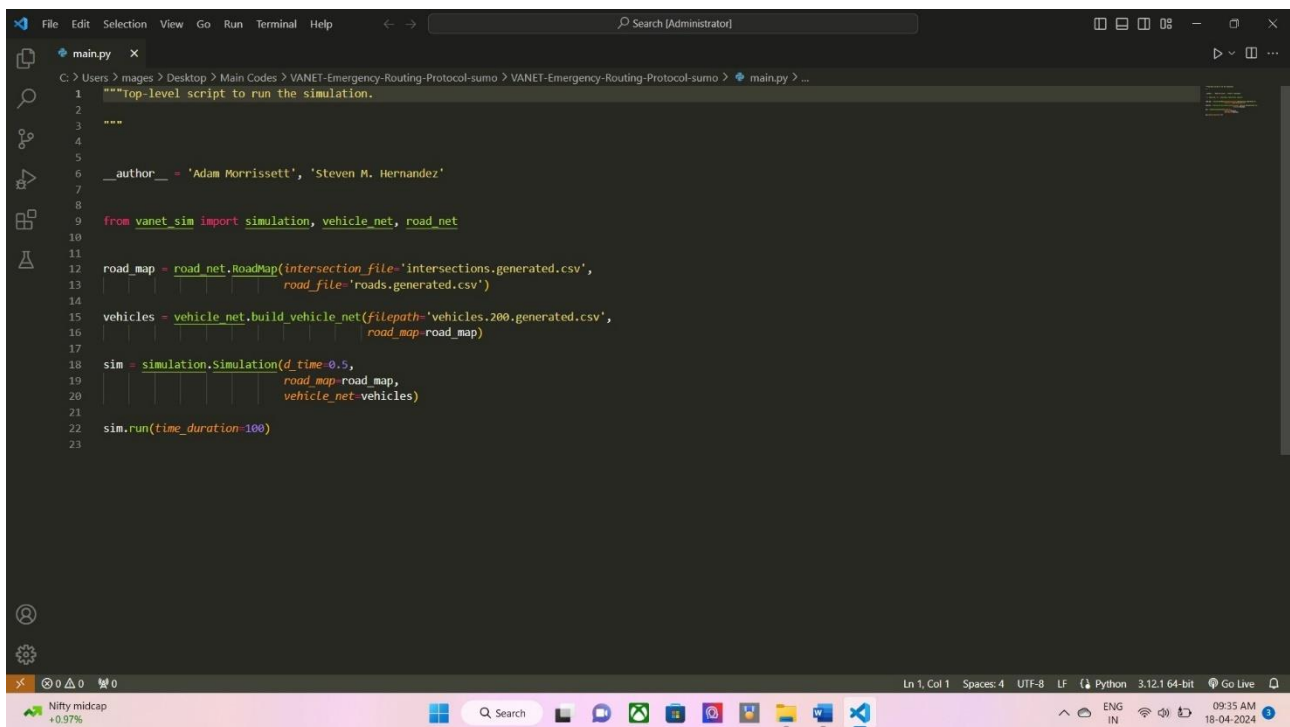 File Edit Selection View Go Run Terminal Help
Search [Administrator]
main.py
C: > Users > mages > Desktop > Main Codes > VANET-Emergency-Routing-Protocol-sumo > VANET-Emergency-Routing-Protocol-sumo > main.py > ...
1 """Top-level script to run the simulation.
2
3 """
4
5
6 __author__ = 'Adam Morrissett', 'Steven M. Hernandez'
7
8
9 from vanet_sim import simulation, vehicle_net, road_net
10
11
12 road_map = road_net.RoadMap(intersection_file='intersections.generated.csv',
13 road_file='roads.generated.csv')
14
15 vehicles = vehicle_net.build_vehicle_net(filepath='vehicles.200.generated.csv',
16 road_map=road_map)
17
18 sim = simulation.Simulation(d_time=0.5,
19 road_map=road_map,
20 vehicle_net=vehicles)
21
22 sim.run(time_duration=100)
23
0 0 0 Ln 1, Col 1 Spaces: 4 UTF-8 LF Python 3.12.1 64-bit Go Live
Nifty midcap
+0.97%
Search
ENG
IN
09:35 AM
18-04-2024
3